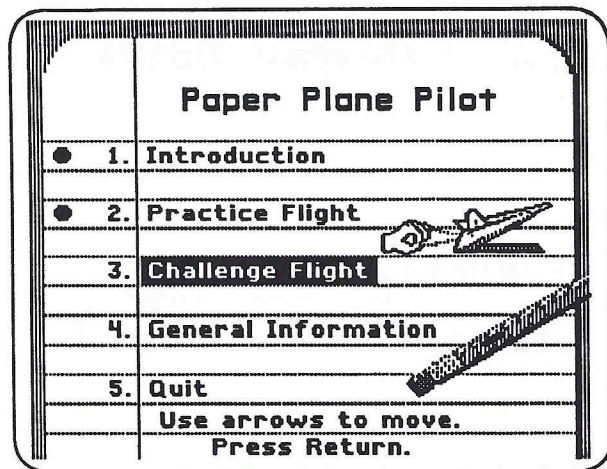 Paper Plane Pilot
1. Introduction
2. Practice Flight
3. Challenge Flight
4. General Information
5. Quit
Use arrows to move.
Press Return.